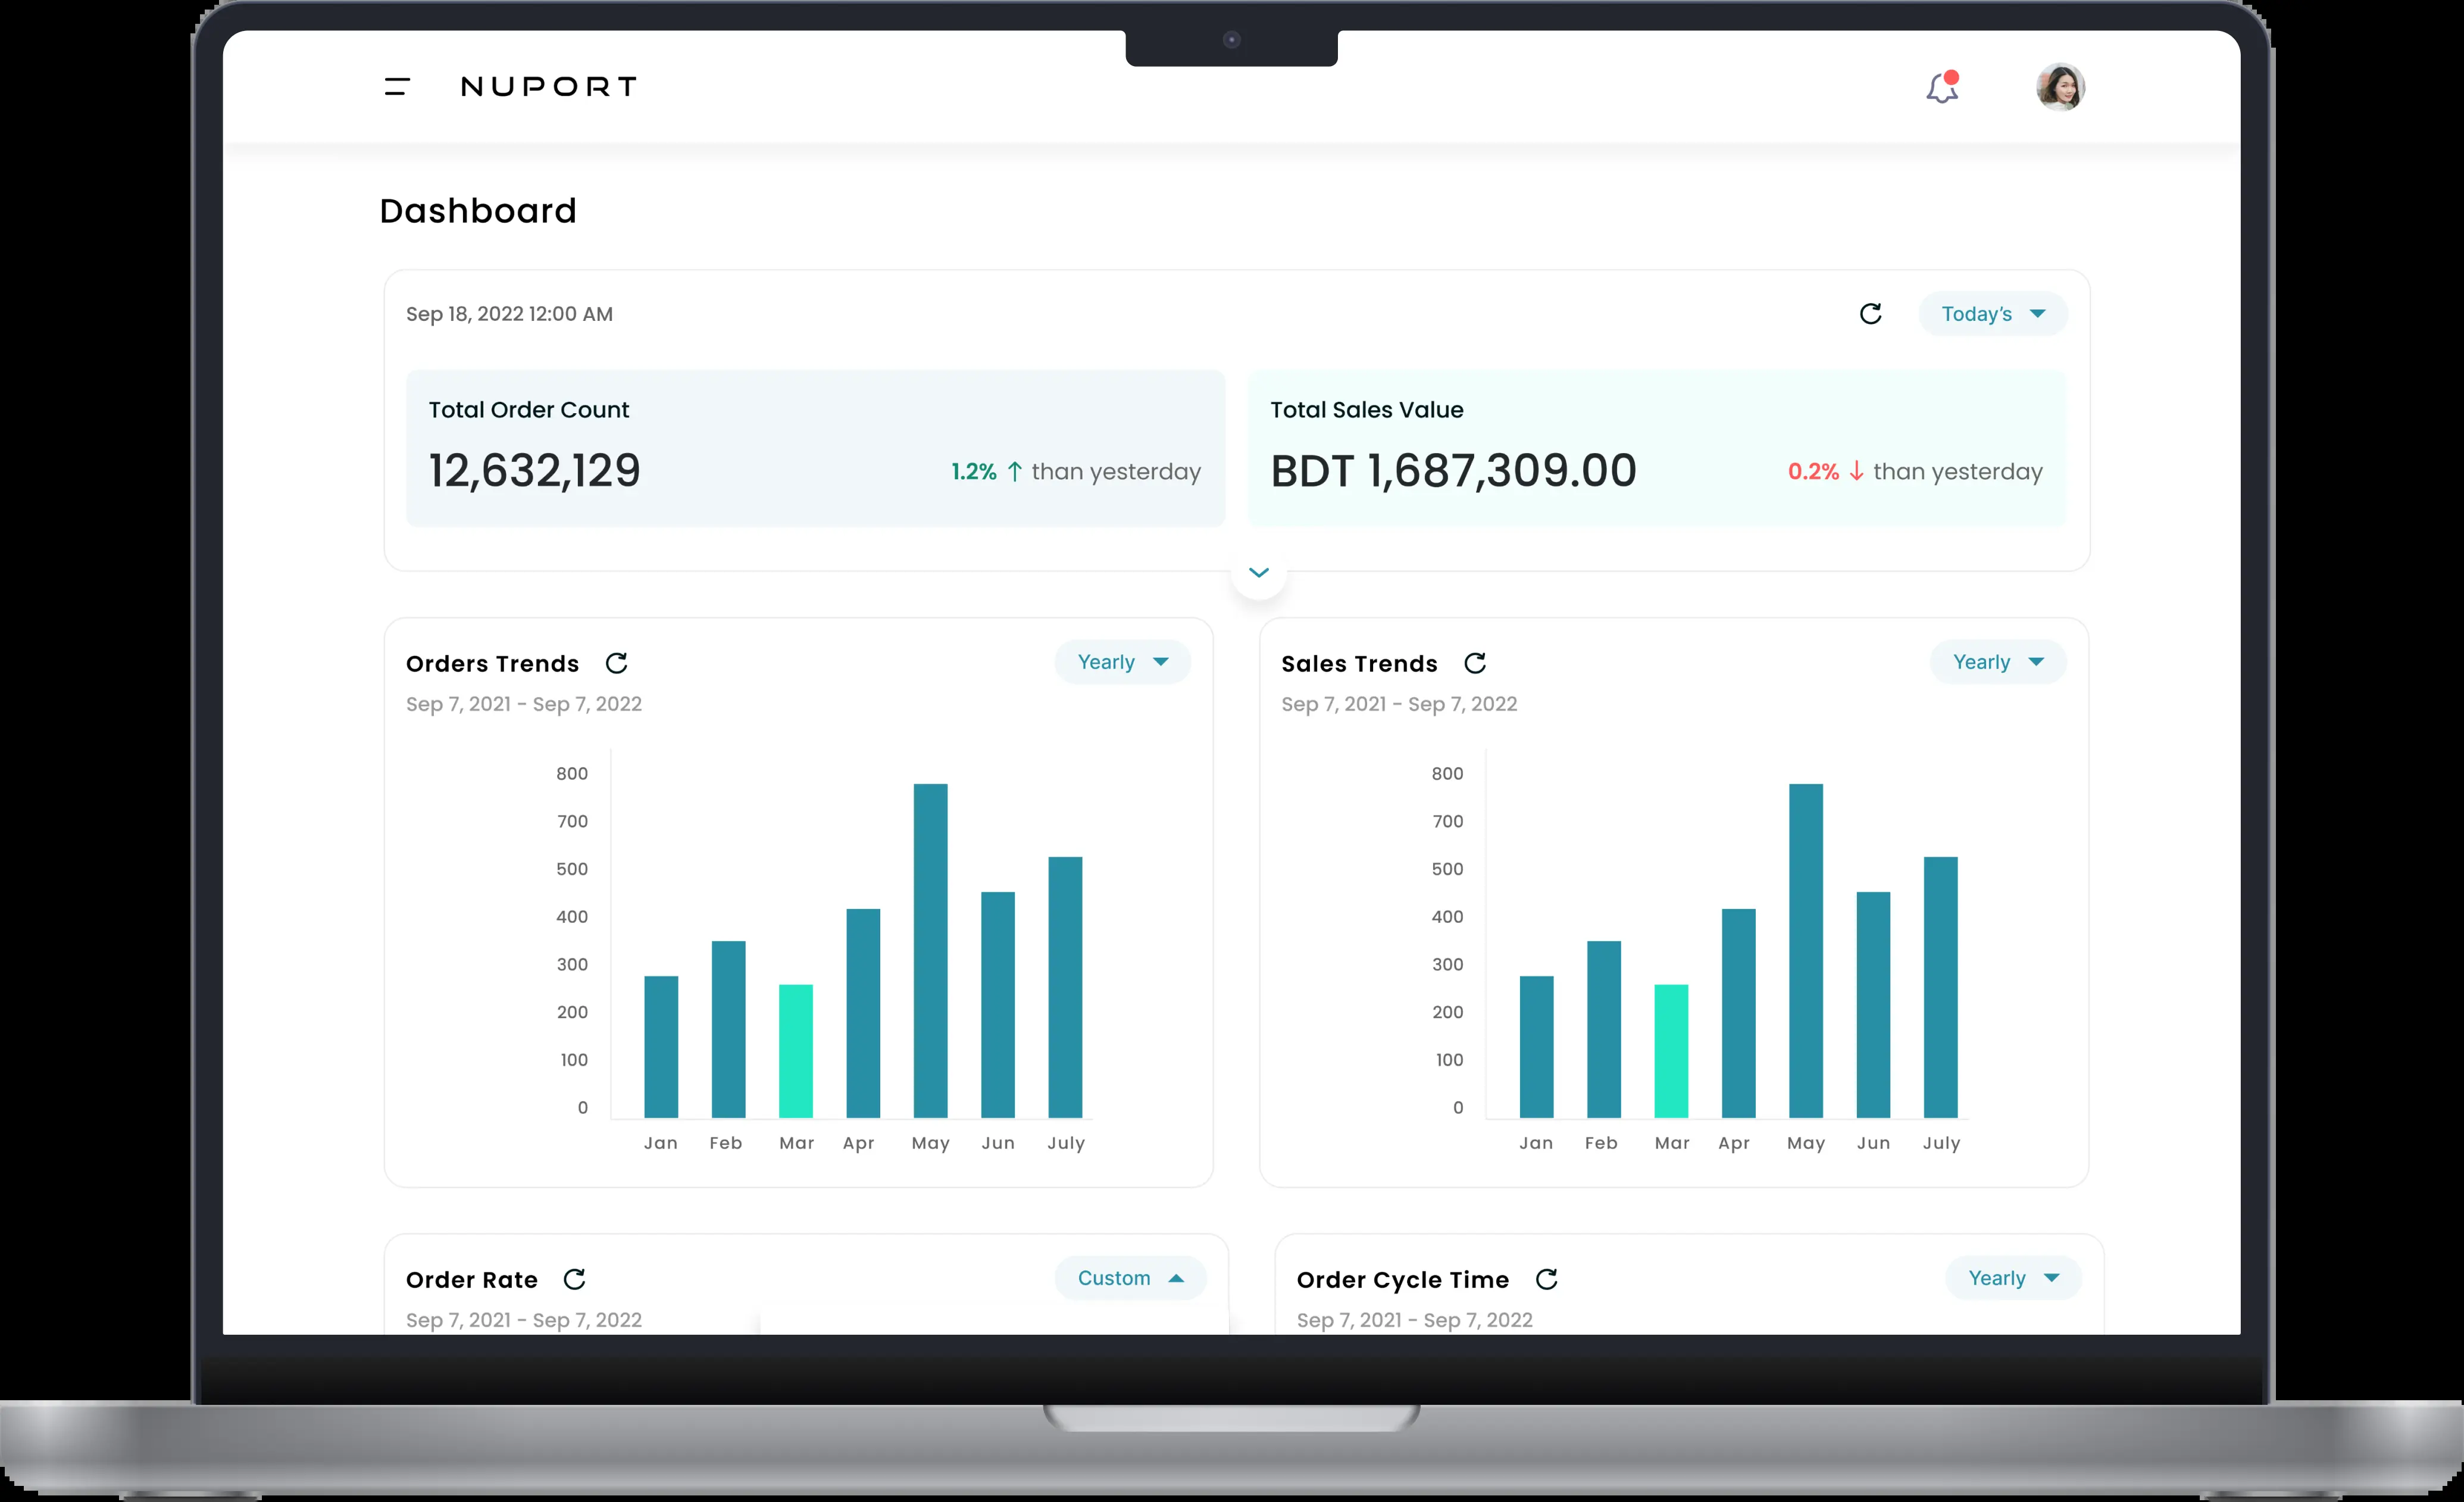 NUPORT
Dashboard
Sep 18, 2022 12:00 AM
Today's
Total Order Count
12,632,129
1.2% ↑ than yesterday
Total Sales Value
BDT 1,687,309.00
0.2% ↓ than yesterday
Orders Trends
Yearly
Sep 7, 2021 - Sep 7, 2022
800
700
500
400
300
200
100
0
Jan Feb Mar Apr May Jun July
Sales Trends
Yearly
Sep 7, 2021 - Sep 7, 2022
800
700
500
400
300
200
100
0
Jan Feb Mar Apr May Jun July
Order Rate
Custom
Sep 7, 2021 - Sep 7, 2022
Order Cycle Time
Yearly
Sep 7, 2021 - Sep 7, 2022